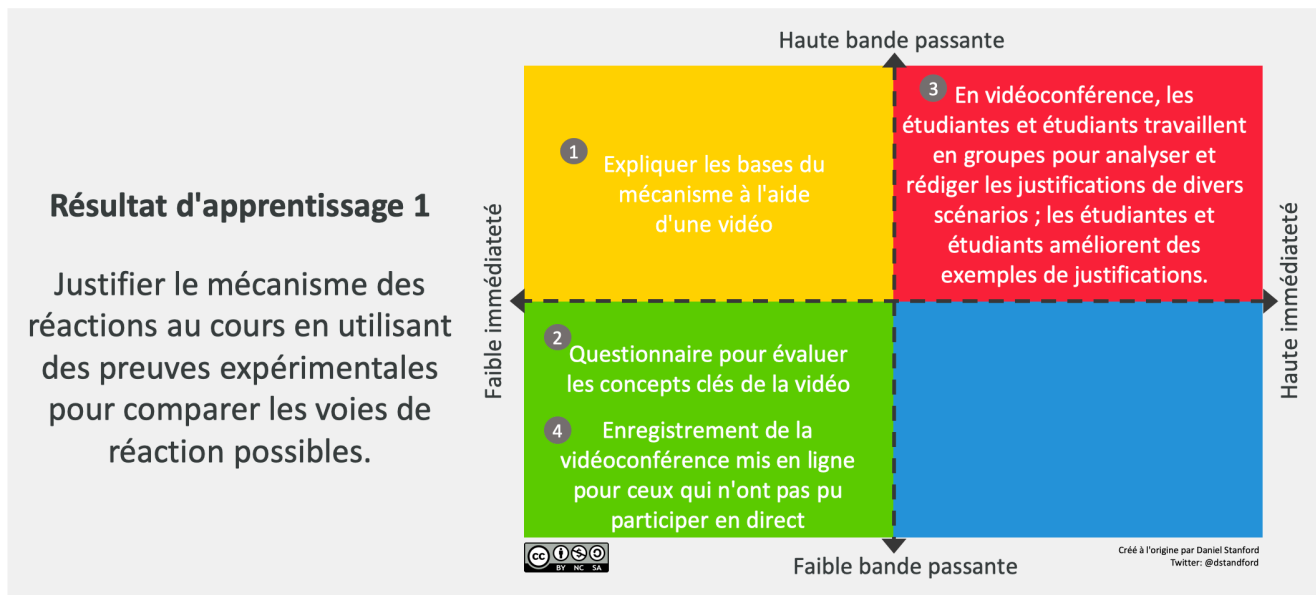 Résultat d'apprentissage 1
Justifier le mécanisme des
réactions au cours en utilisant
des preuves expérimentales
pour comparer les voies de
réaction possibles.
Haute bande passante
Faible immédiateté
1
Expliquer les bases du
mécanisme à l'aide
d'une vidéo
3 En vidéoconférence, les
étudiantes et étudiants travaillent
en groupes pour analyser et
rédiger les justifications de divers
scénarios ; les étudiantes et
étudiants améliorent des
exemples de justifications.
2
Questionnaire pour évaluer
les concepts clés de la vidéo
4 Enregistrement de la
vidéoconférence mis en ligne
pour ceux qui n'ont pas pu
participer en direct
Haute immédiateté
Faible bande passante
cc BY NC SA
Créé à l'origine par Daniel Stanford
Twitter: @dstandford